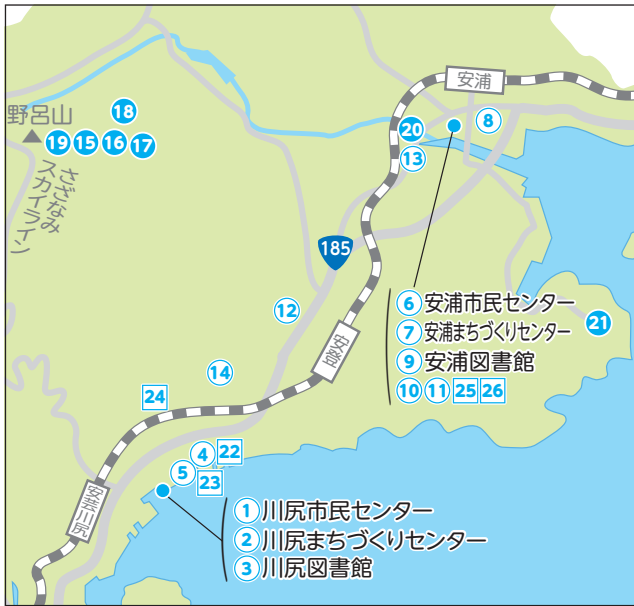 安浦
野呂山
18
19 15 16 17
さざなみ
スカイライン
20
8
13
185
12
6 安浦市民センター
7 安浦まちづくりセンター
9 安浦図書館
10 11 25 26
21
安登
14
24
4 22
5 23
安芸川尻
1 川尻市民センター
2 川尻まちづくりセンター
3 川尻図書館